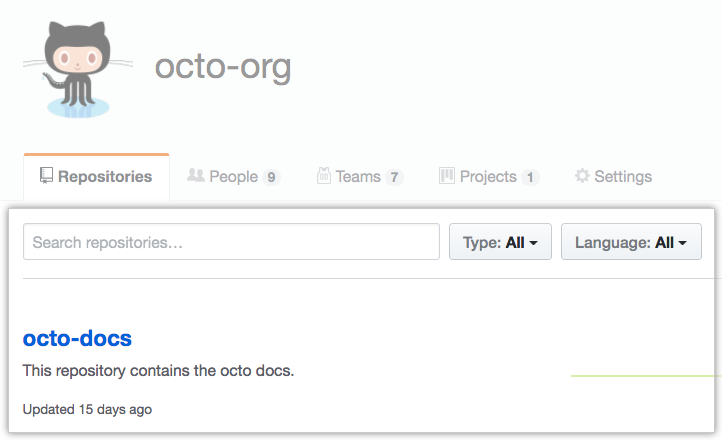 octo-org
Repositories People 9 Teams 7 Projects 1 Settings
Search repositories... Type: All Language: All
octo-docs
This repository contains the octo docs.
Updated 15 days ago